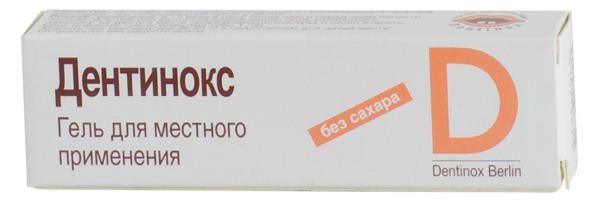 Дентинокс
Гель для местного
применения
без сахара
D
Dentinox Berlin